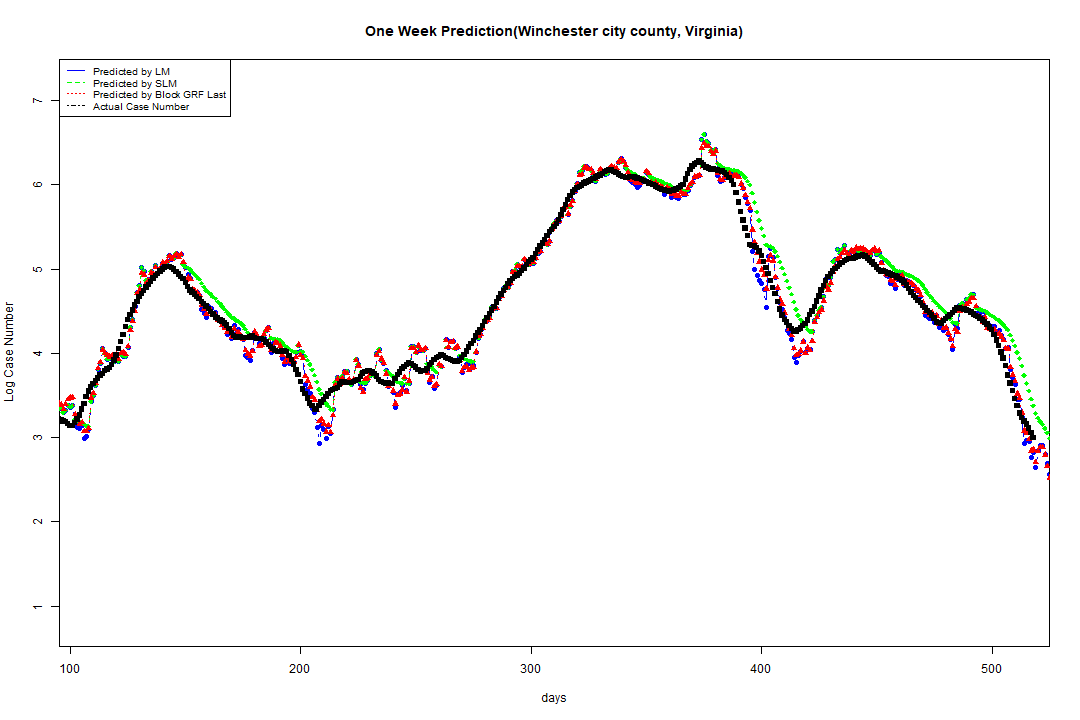 One Week Prediction(Winchester city county, Virginia)
Predicted by LM
Predicted by SLM
Predicted by Block GRF Last
Actual Case Number
7
6
5
4
3
2
1
Log Case Number
100 200 300 400 500
days